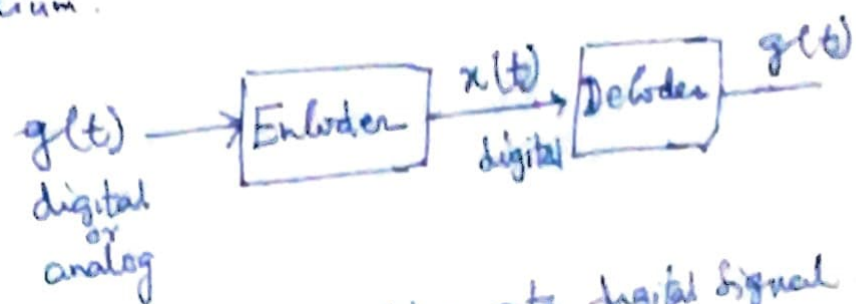 g(t) Encoder x(t) Decoder g(t)
digital
digital
or
analog
digital signal